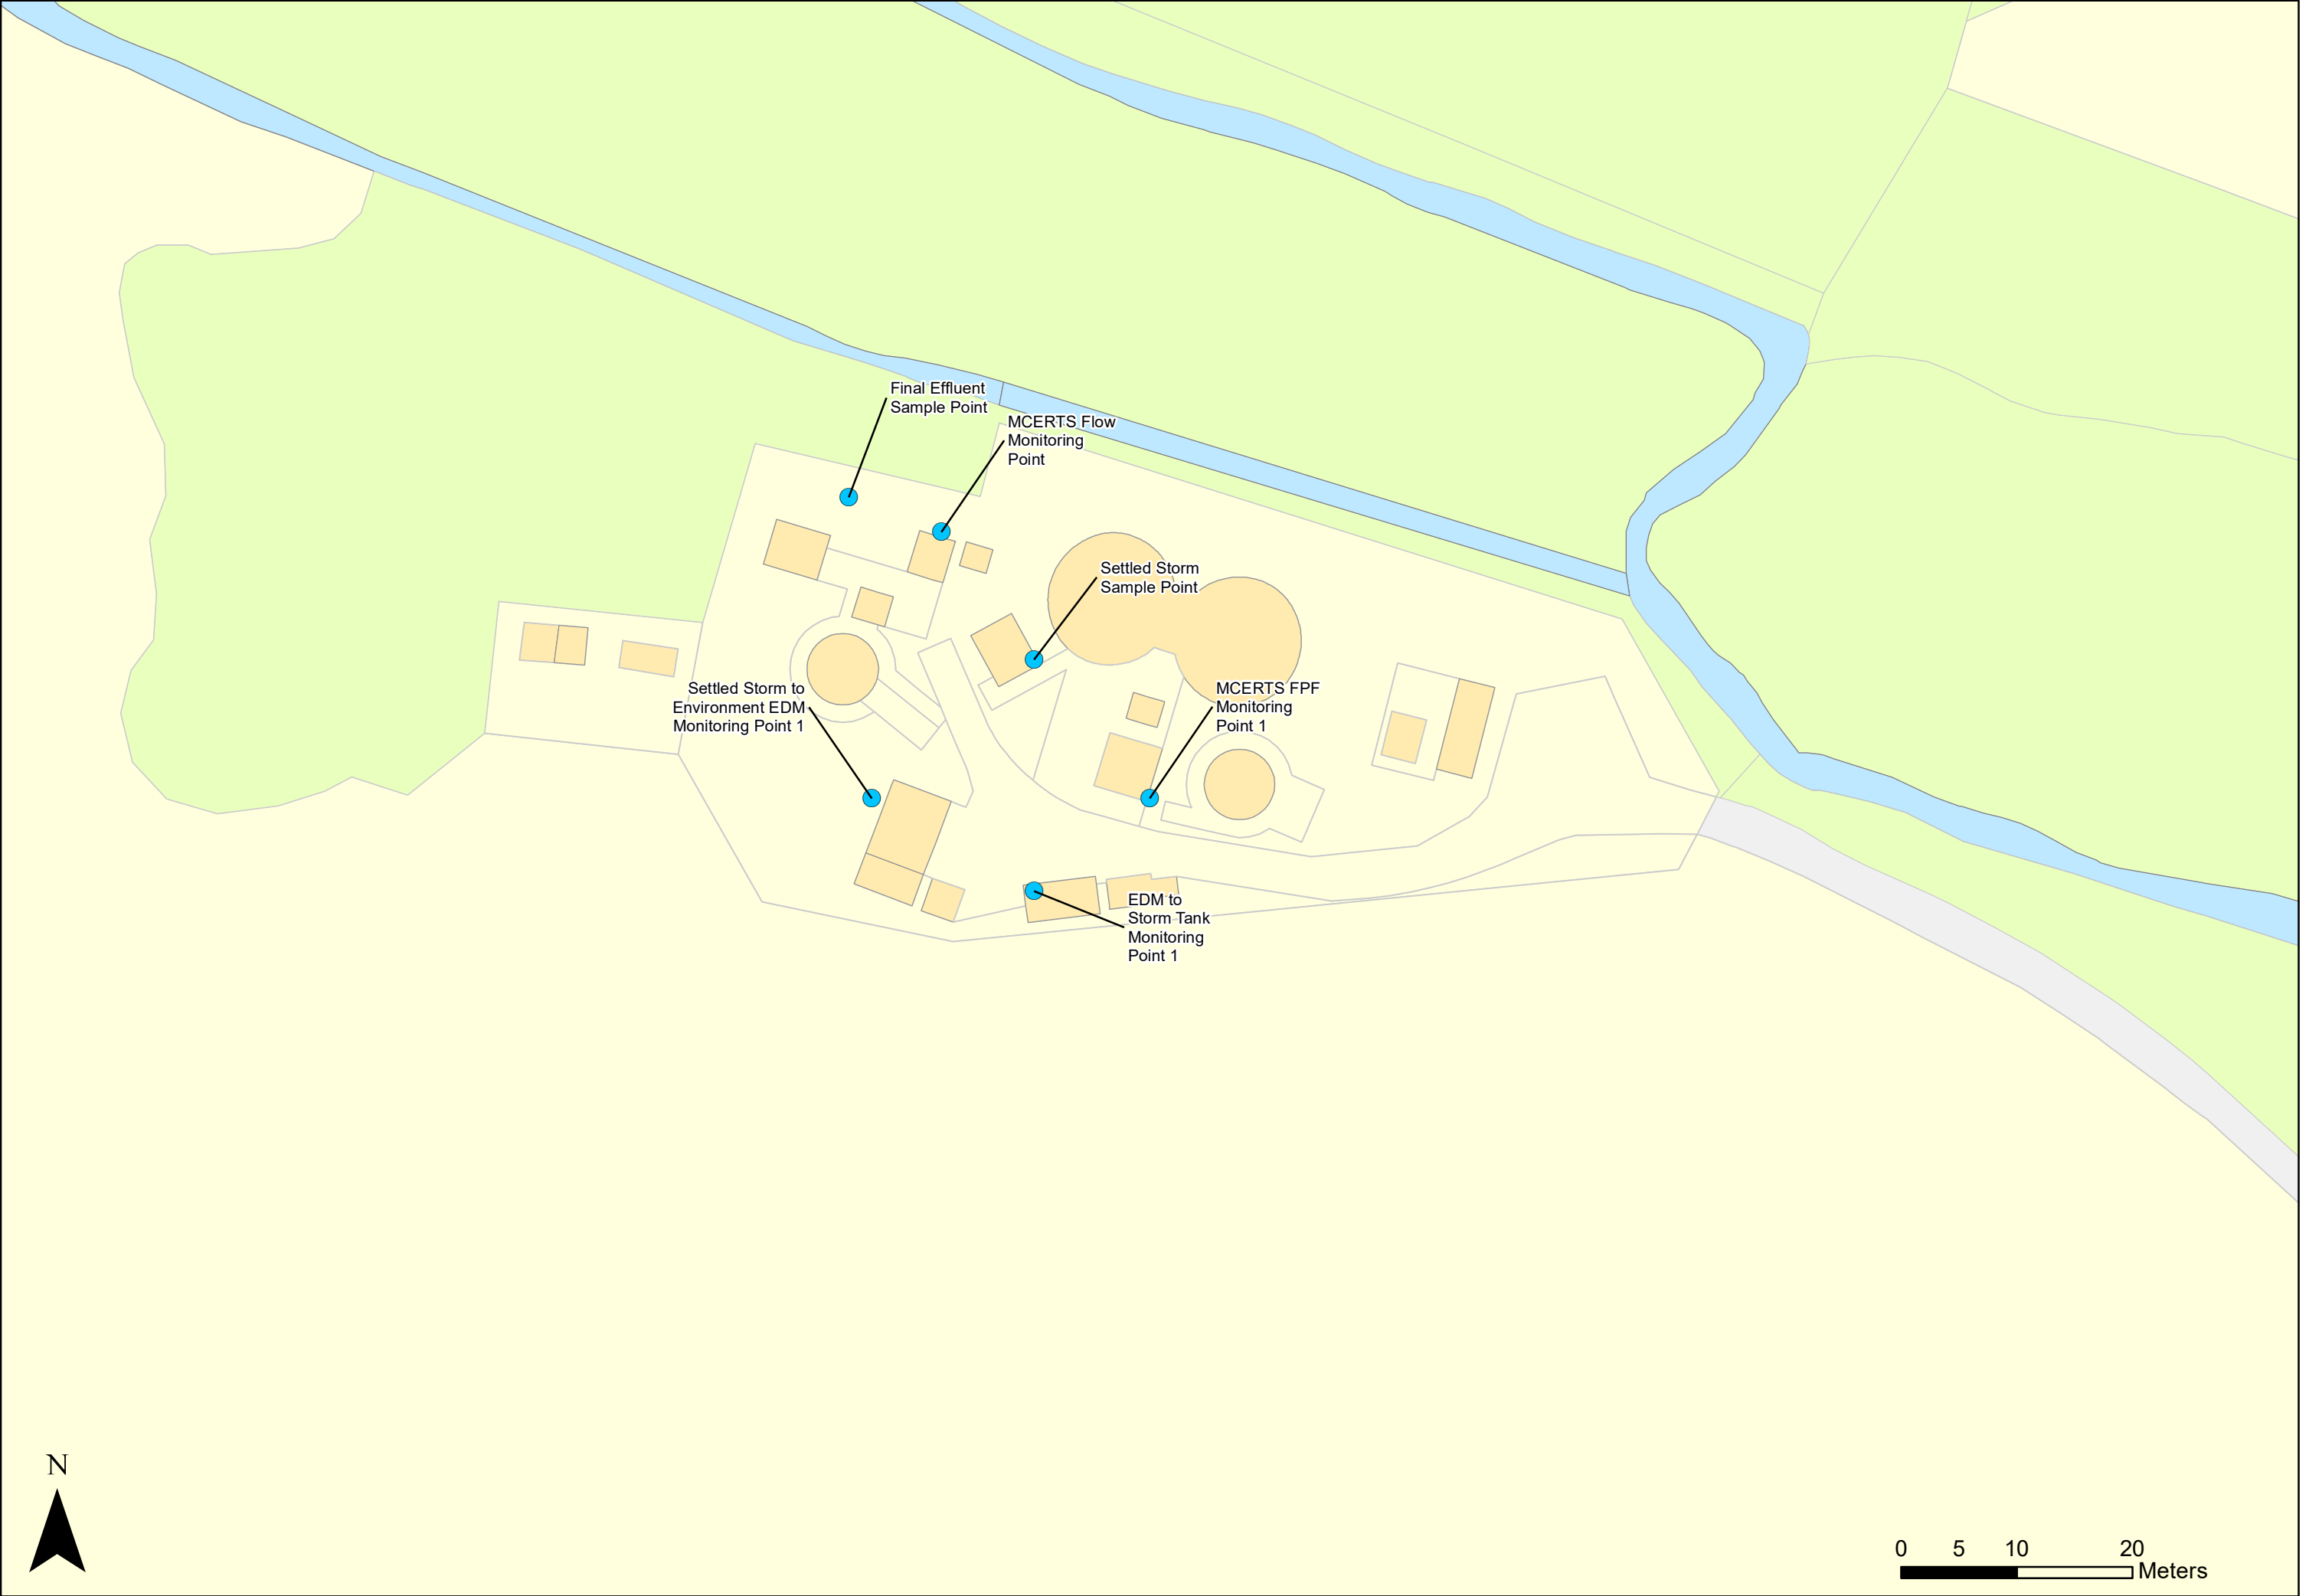 Final Effluent
Sample Point
MCERTS Flow
Monitoring
Point
Settled Storm
Sample Point
Settled Storm to
Environment EDM
Monitoring Point 1
MCERTS FPF
Monitoring
Point 1
EDM to
Storm Tank
Monitoring
Point 1
N
0 5 10 20
Meters